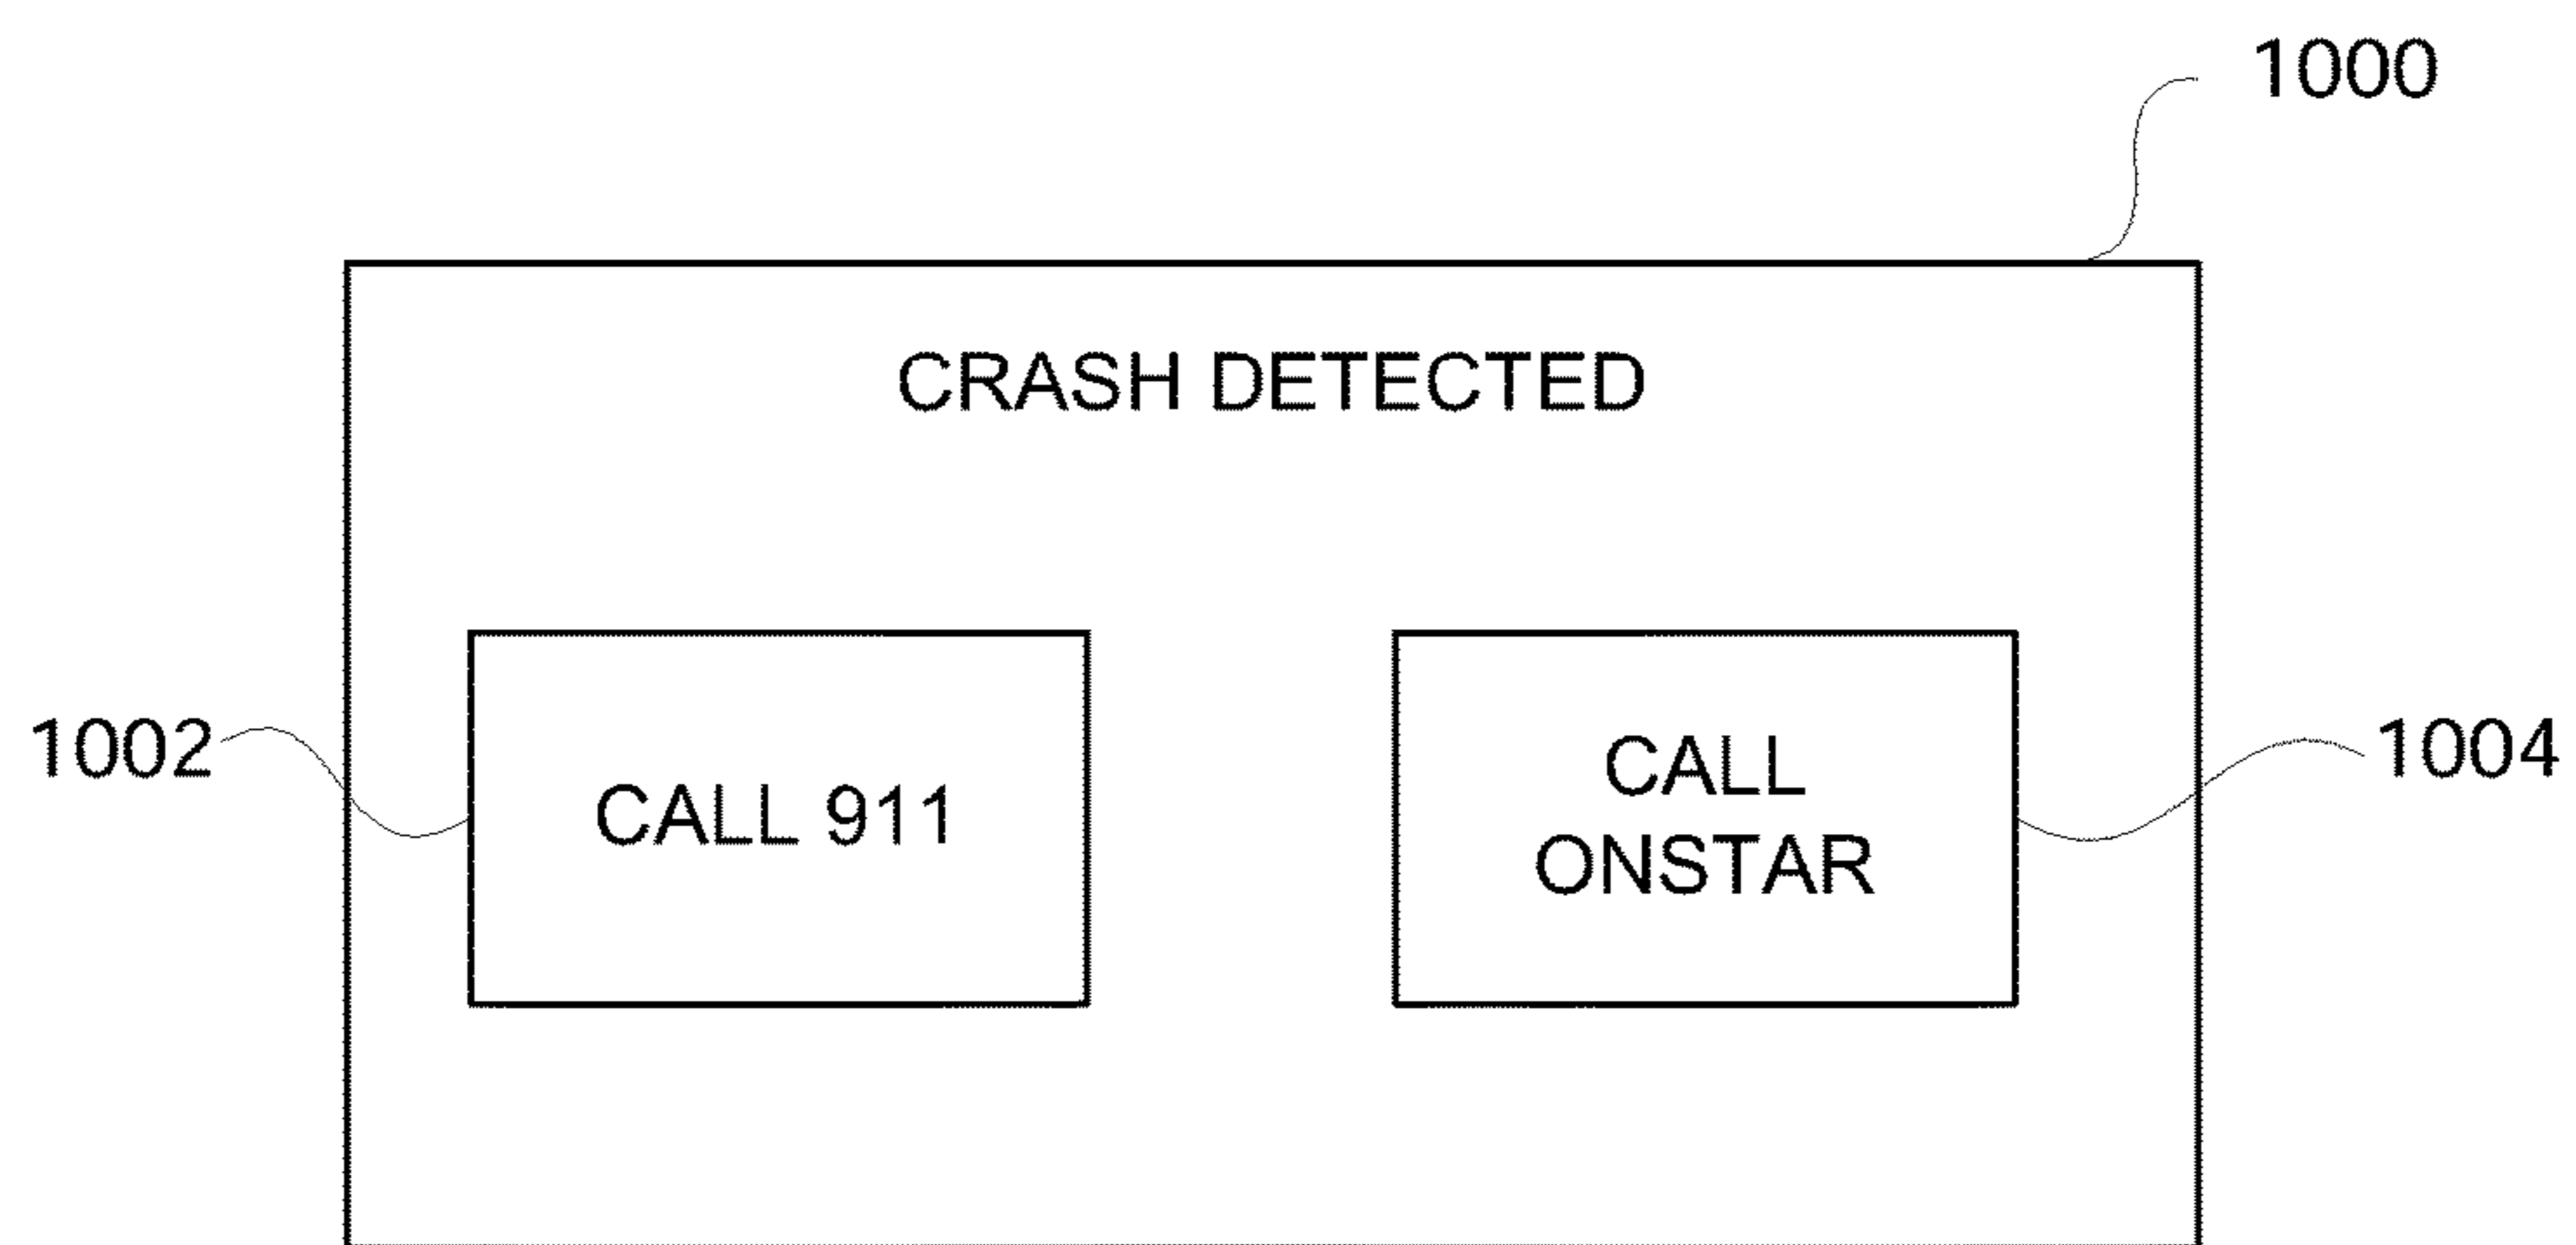 1000
CRASH DETECTED
1002
CALL 911
CALL
ONSTAR
1004